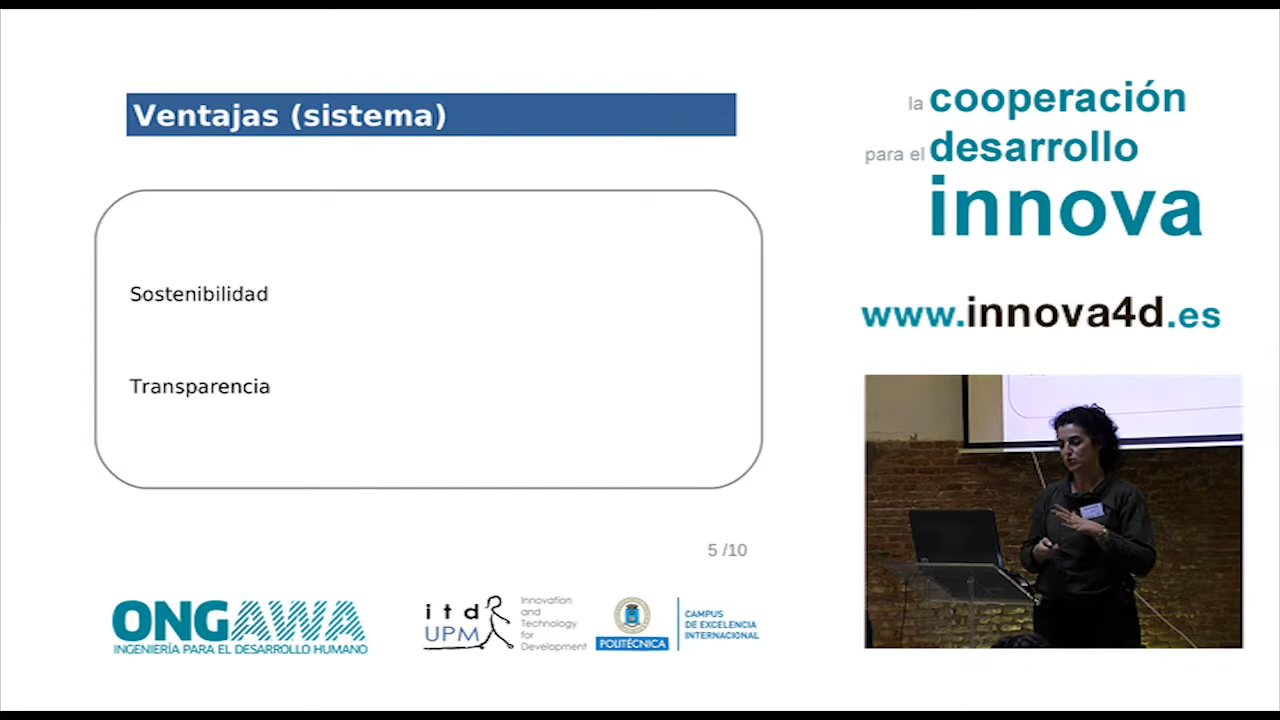 Ventajas (sistema)
Sostenibilidad
Transparencia
5 /10
ONGAWA
INGENIERÍA PARA EL DESARROLLO HUMANO
itd
UPM
Innovation
and
Technology
for
Development
POLITÉCNICA
CAMPUS
DE EXCELENCIA
INTERNACIONAL
la cooperación
para el desarrollo
innova
www.innova4d.es